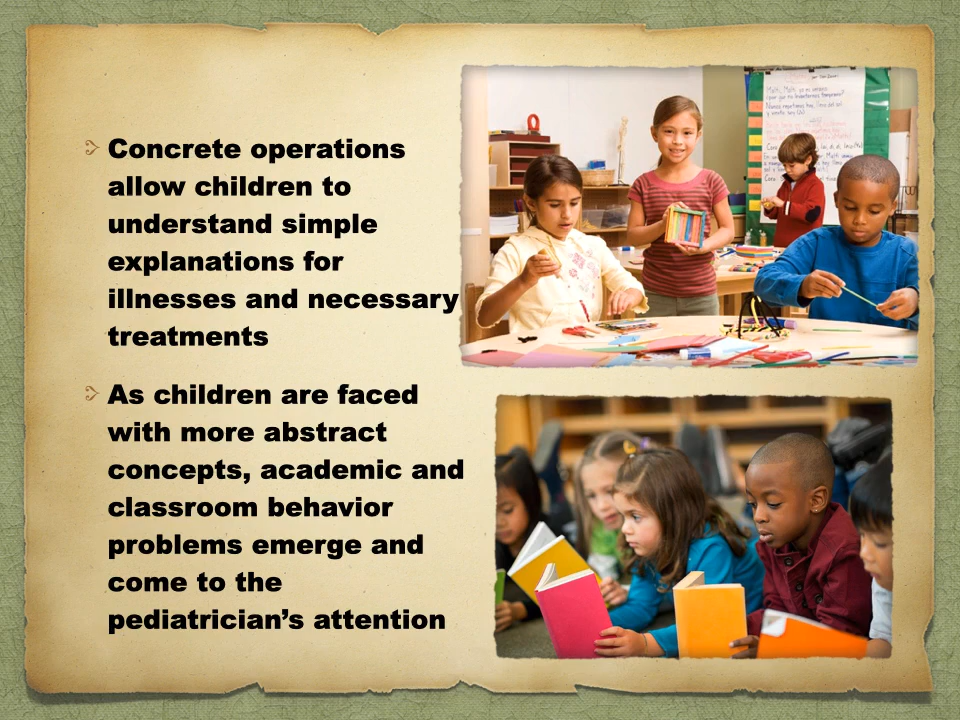 Concrete operations
allow children to
understand simple
explanations for
illnesses and necessary
treatments
As children are faced
with more abstract
concepts, academic and
classroom behavior
problems emerge and
come to the
pediatrician’s attention